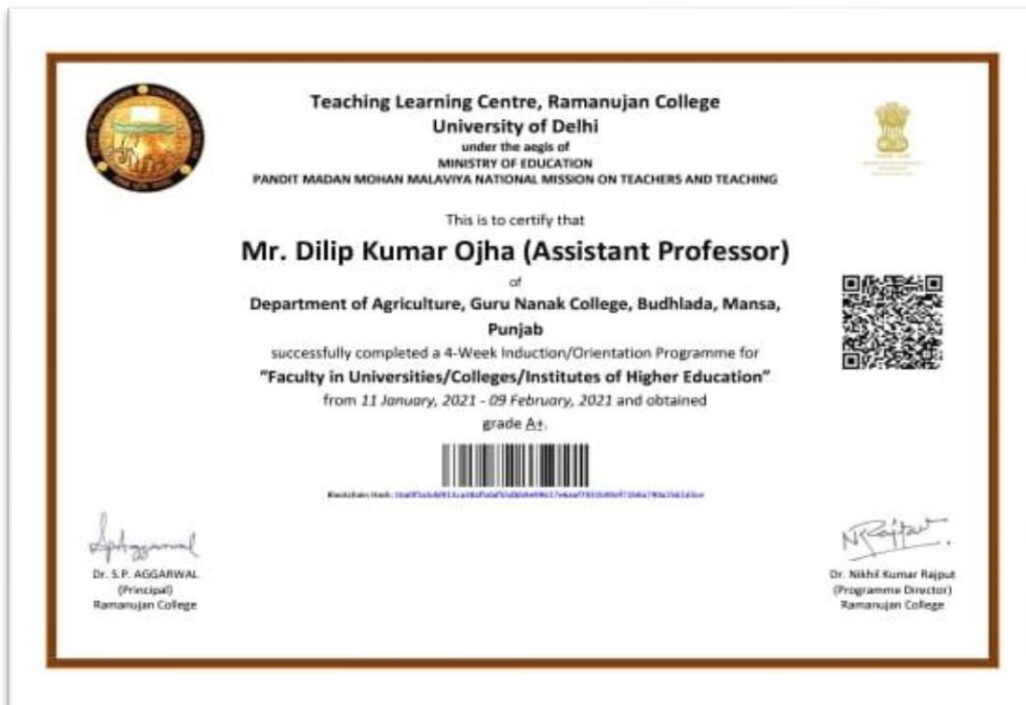 Teaching Learning Centre, Ramanujan College
University of Delhi
under the aegis of
MINISTRY OF EDUCATION
PANDIT MADAN MOHAN MALAVIYA NATIONAL MISSION ON TEACHERS AND TEACHING
This is to certify that
Mr. Dilip Kumar Ojha (Assistant Professor)
of
Department of Agriculture, Guru Nanak College, Budhlada, Mansa,
Punjab
successfully completed a 4-Week Induction/Orientation Programme for
"Faculty in Universities/Colleges/Institutes of Higher Education"
from 11 January, 2021 - 09 February, 2021 and obtained
grade A+.
Blockchain Hash:
Dr. S.P. AGGARWAL
(Principal)
Ramanujan College
Dr. Nikhil Kumar Rajput
(Programme Director)
Ramanujan College